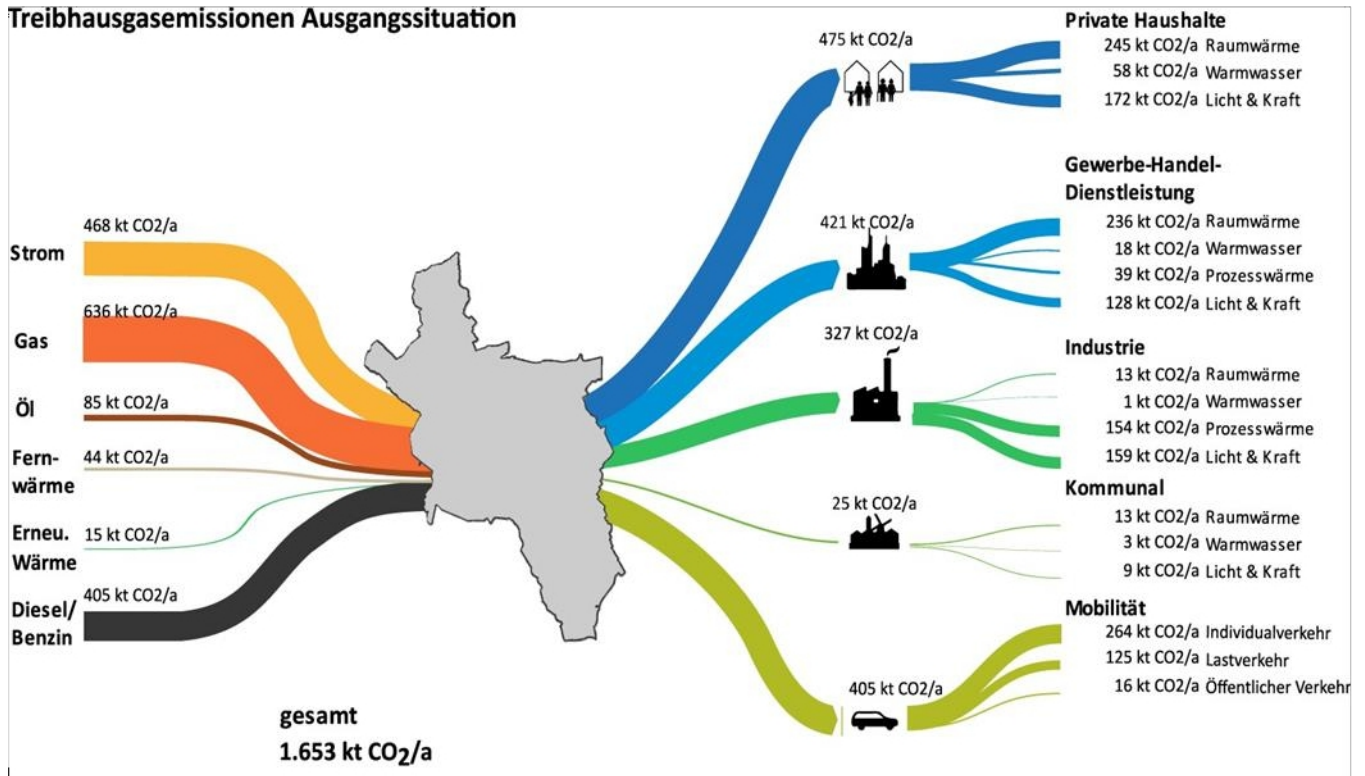 Treibhausgasemissionen Ausgangssituation
468 kt CO2/a
Strom
636 kt CO2/a
Gas
85 kt CO2/a
Öl
44 kt CO2/a
Fern-
wärme
15 kt CO2/a
Erneu.
Wärme
405 kt CO2/a
Diesel/
Benzin
gesamt
1.653 kt CO2/a
475 kt CO2/a
Private Haushalte
245 kt CO2/a Raumwärme
58 kt CO2/a Warmwasser
172 kt CO2/a Licht & Kraft
421 kt CO2/a
Gewerbe-Handel-
Dienstleistung
236 kt CO2/a Raumwärme
18 kt CO2/a Warmwasser
39 kt CO2/a Prozesswärme
128 kt CO2/a Licht & Kraft
327 kt CO2/a
Industrie
13 kt CO2/a Raumwärme
1 kt CO2/a Warmwasser
154 kt CO2/a Prozesswärme
159 kt CO2/a Licht & Kraft
25 kt CO2/a
Kommunal
13 kt CO2/a Raumwärme
3 kt CO2/a Warmwasser
9 kt CO2/a Licht & Kraft
405 kt CO2/a
Mobilität
264 kt CO2/a Individualverkehr
125 kt CO2/a Lastverkehr
16 kt CO2/a Öffentlicher Verkehr